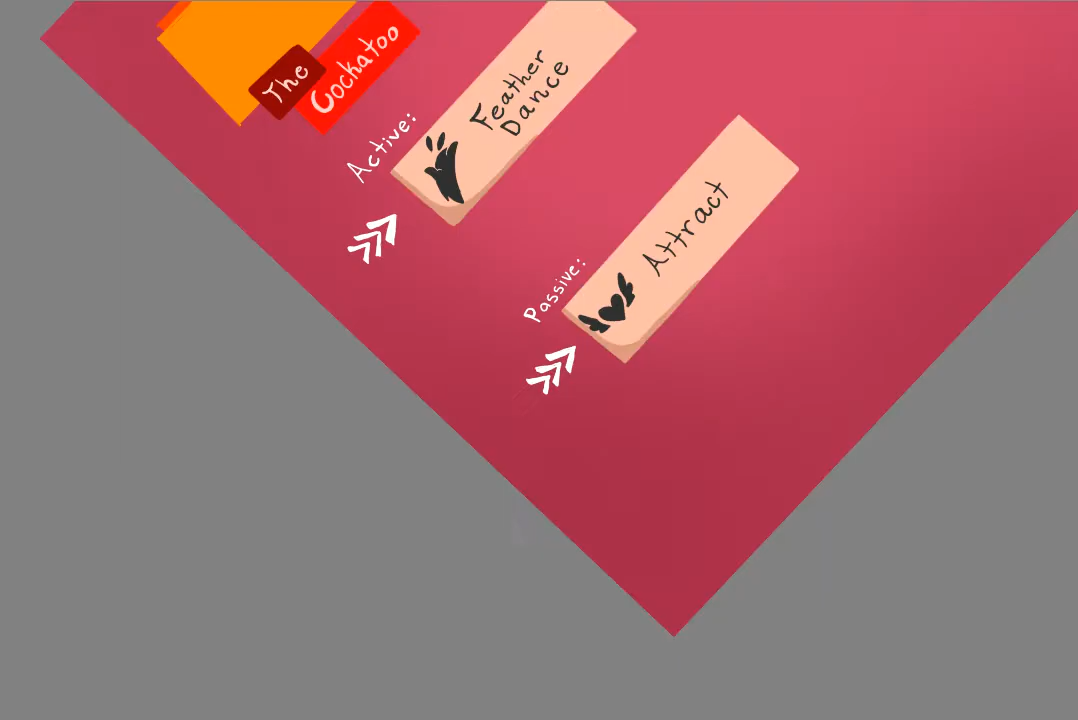 The
Cockatoo
Active:
Feather
Dance
Passive:
Attract